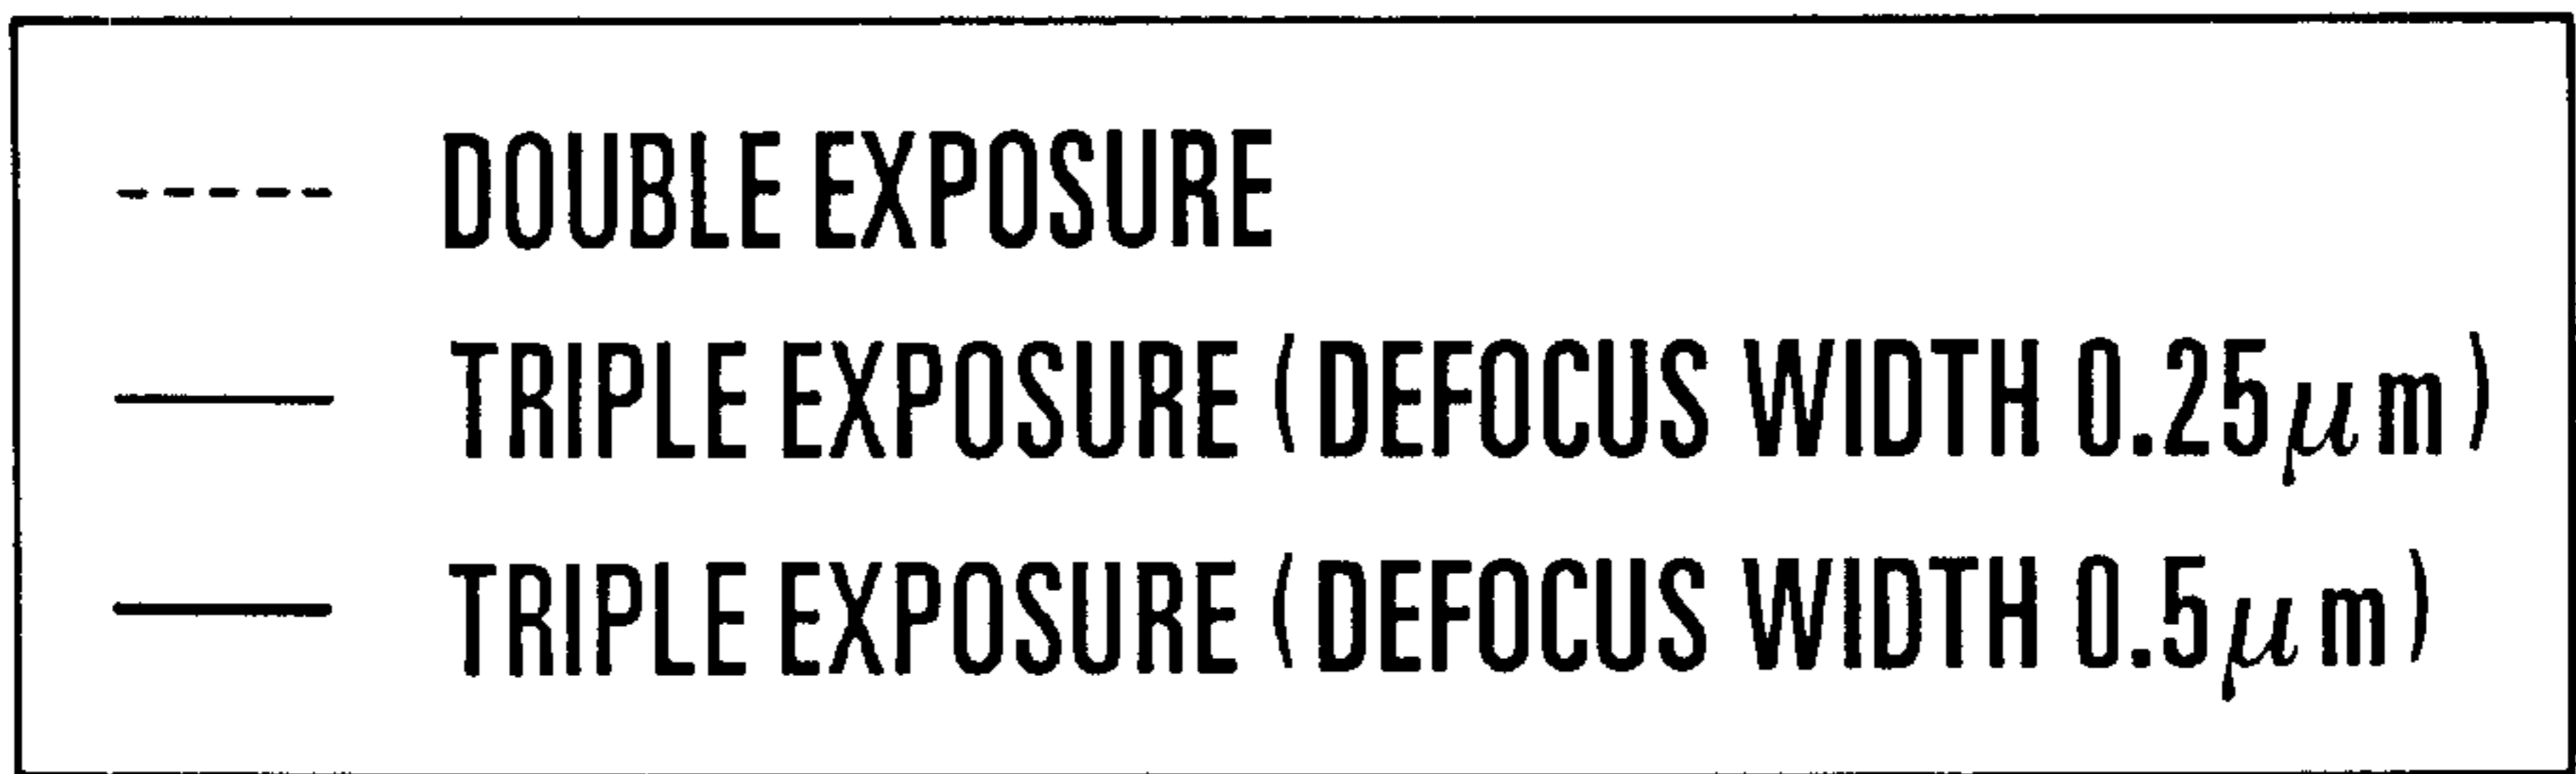 DOUBLE EXPOSURE
TRIPLE EXPOSURE (DEFOCUS WIDTH 0.25μm)
TRIPLE EXPOSURE (DEFOCUS WIDTH 0.5μm)